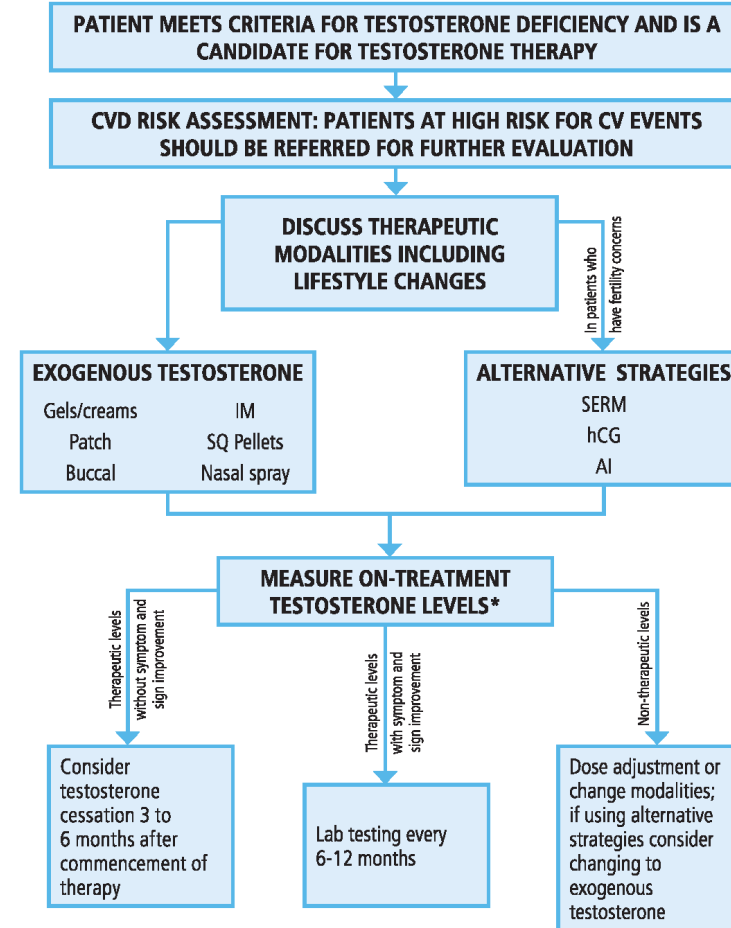 PATIENT MEETS CRITERIA FOR TESTOSTERONE DEFICIENCY AND IS A
CANDIDATE FOR TESTOSTERONE THERAPY
CVD RISK ASSESSMENT: PATIENTS AT HIGH RISK FOR CV EVENTS
SHOULD BE REFERRED FOR FURTHER EVALUATION
DISCUSS THERAPEUTIC
MODALITIES INCLUDING
LIFESTYLE CHANGES
In patients who
have fertility concerns
EXOGENOUS TESTOSTERONE
Gels/creams IM
Patch SQ Pellets
Buccal Nasal spray
ALTERNATIVE STRATEGIES
SERM
hCG
AI
MEASURE ON-TREATMENT
TESTOSTERONE LEVELS*
Therapeutic levels
without symptom and
sign improvement
Therapeutic levels
with symptom and
sign improvement
Non-therapeutic levels
Consider
testosterone
cessation 3 to
6 months after
commencement of
therapy
Lab testing every
6-12 months
Dose adjustment or
change modalities;
if using alternative
strategies consider
changing to
exogenous
testosterone